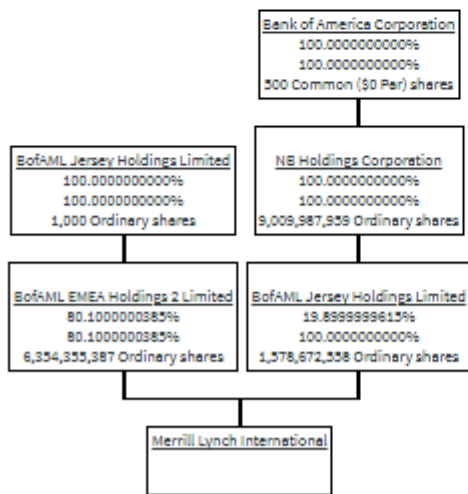 Bank of America Corporation
100.0000000000%
100.0000000000%
500 Common ($0 Par) shares
BofAML Jersey Holdings Limited
100.0000000000%
100.0000000000%
1,000 Ordinary shares
NB Holdings Corporation
100.0000000000%
100.0000000000%
9,009,987,959 Ordinary shares
BofAML EMEA Holdings 2 Limited
80.1000000385%
80.1000000385%
6,354,355,387 Ordinary shares
BofAML Jersey Holdings Limited
19.8999999615%
100.0000000000%
1,578,672,558 Ordinary shares
Merrill Lynch International